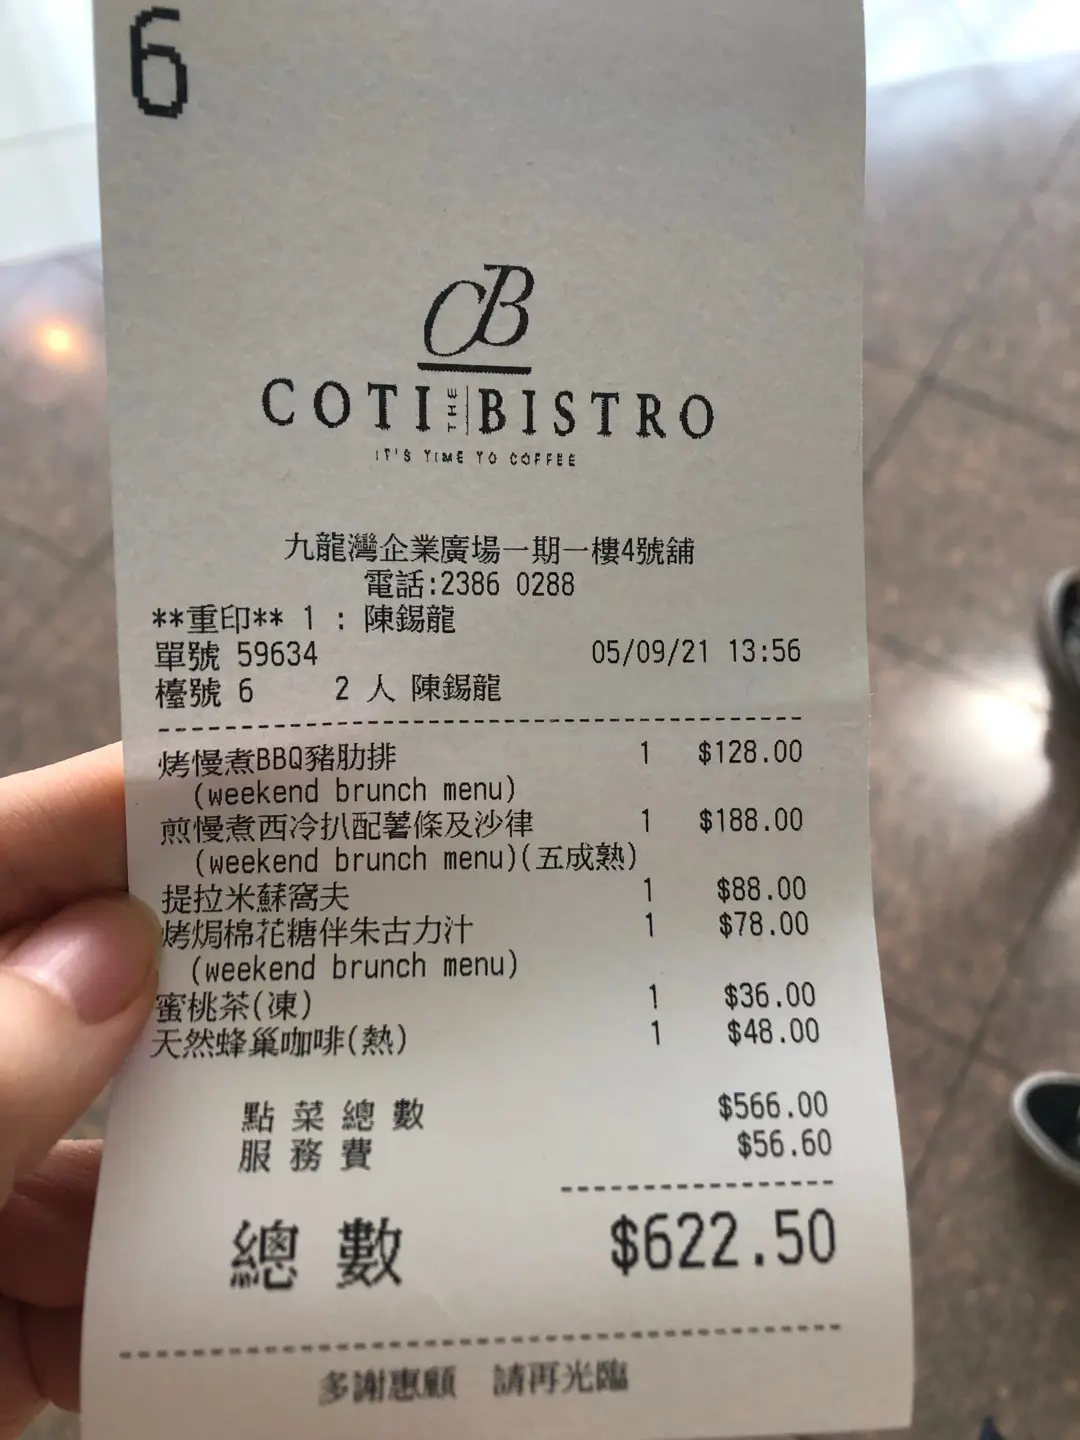 6
CB
COTI THE BISTRO
IT'S TIME TO COFFEE
九龍灣企業廣場一期一樓4號舖
電話:2386 0288
**重印** 1 : 陳錫龍
單號 59634 05/09/21 13:56
檯號 6 2 人 陳錫龍
烤慢煮BBQ豬肋排 1 $128.00
(weekend brunch menu)
煎慢煮西冷扒配薯條及沙律 1 $188.00
(weekend brunch menu)(五成熟)
提拉米蘇窩夫 1 $88.00
烤焗棉花糖伴朱古力汁 1 $78.00
(weekend brunch menu)
蜜桃茶(凍) 1 $36.00
天然蜂巢咖啡(熱) 1 $48.00
點菜總數 $566.00
服務費 $56.60
總數 $622.50
多謝惠顧 請再光臨